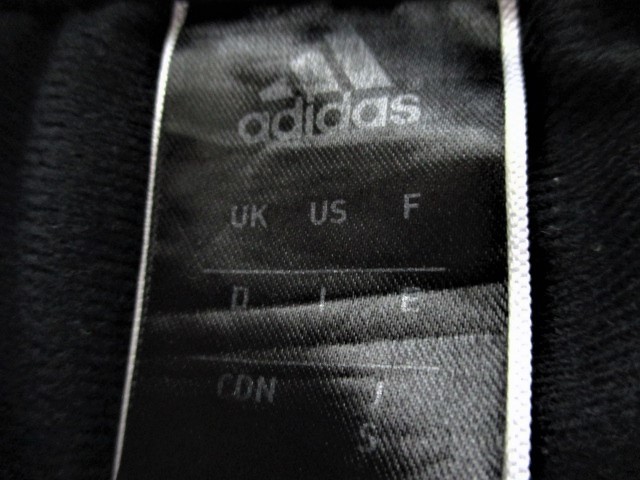 adidas
UK US F
D I E
CDN J
S